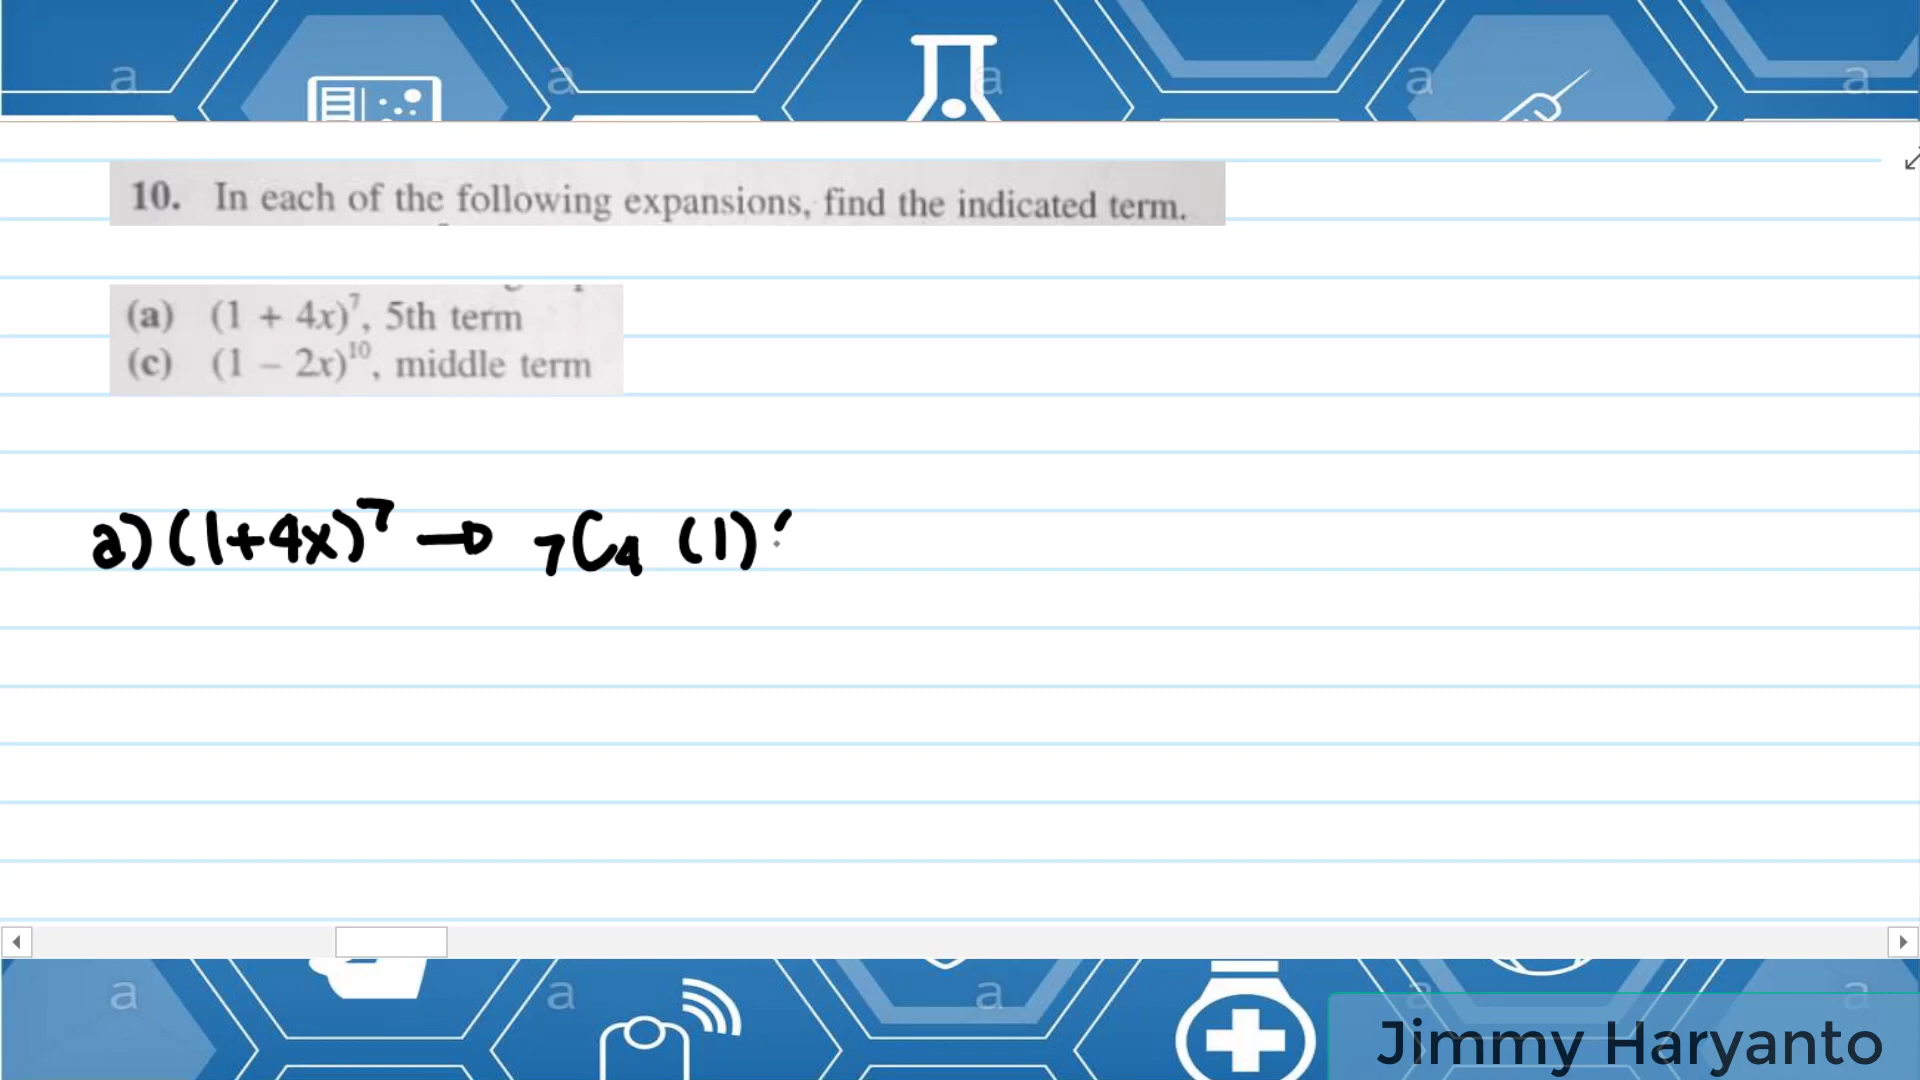 10. In each of the following expansions, find the indicated term.
(a) (1 + 4x)⁷, 5th term
(c) (1 − 2x)¹⁰, middle term
a) (1+4x)⁷ → ₇C₄ (1)
a a a a a
a a a a a
Jimmy Haryanto